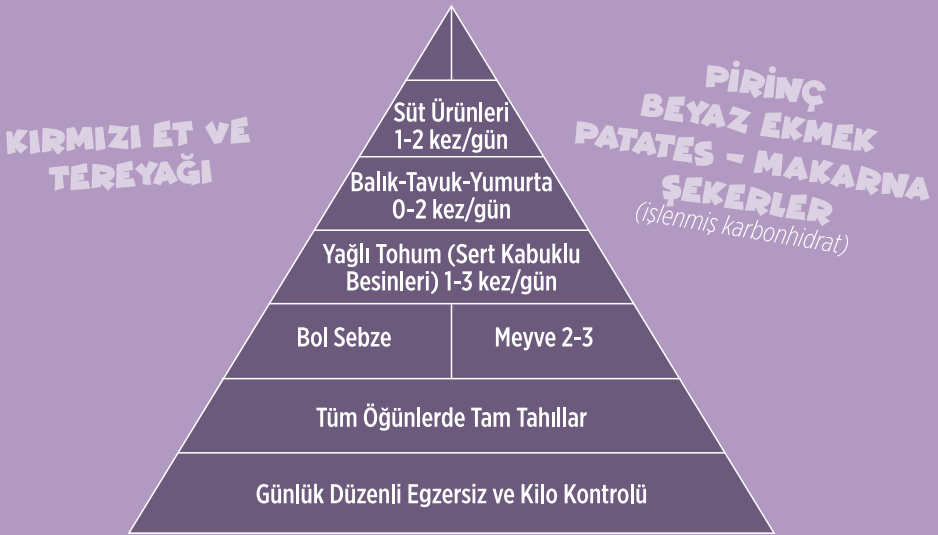 KIRMIZI ET VE
TEREYAĞI
PİRİNÇ
BEYAZ EKMEK
PATATES - MAKARNA
ŞEKERLER
(işlenmiş karbonhidrat)
Süt Ürünleri
1-2 kez/gün
Balık-Tavuk-Yumurta
0-2 kez/gün
Yağlı Tohum (Sert Kabuklu
Besinleri) 1-3 kez/gün
Bol Sebze
Meyve 2-3
Tüm Öğünlerde Tam Tahıllar
Günlük Düzenli Egzersiz ve Kilo Kontrolü